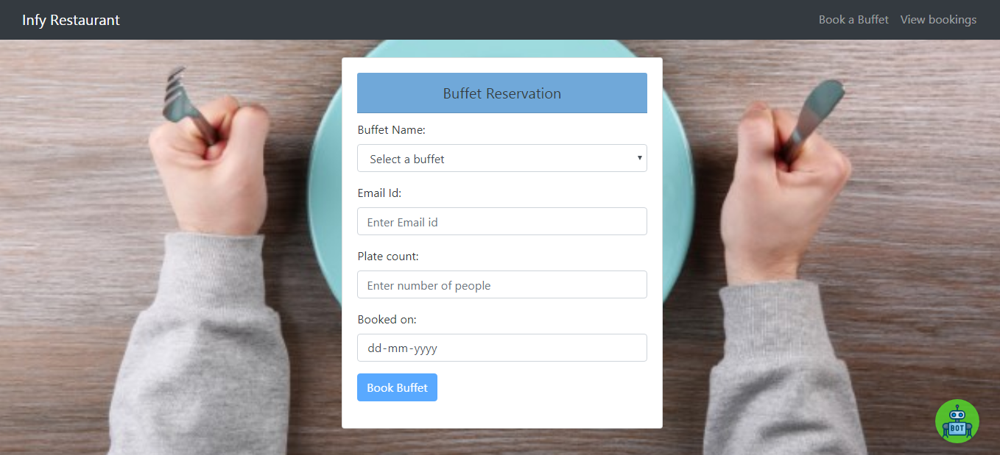 Infy Restaurant
Book a Buffet
View bookings
Buffet Reservation
Buffet Name:
Select a buffet
Email Id:
Enter Email id
Plate count:
Enter number of people
Booked on:
dd-mm-yyyy
Book Buffet
BOT